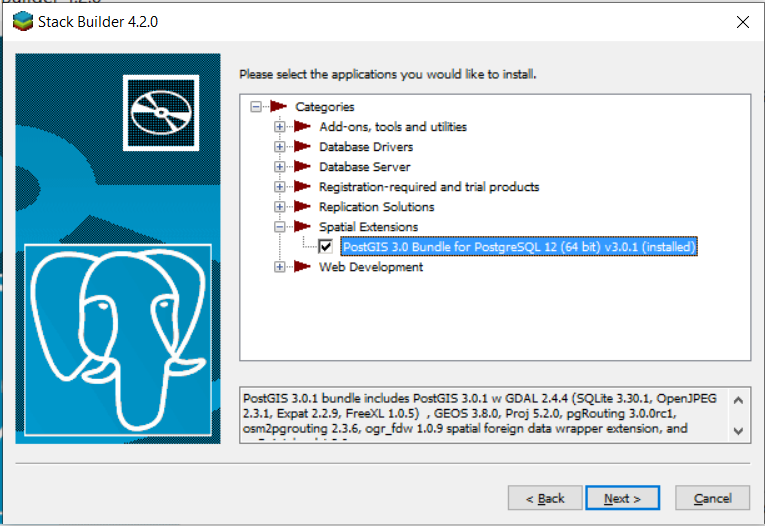 Stack Builder 4.2.0
Please select the applications you would like to install.
Categories
Add-ons, tools and utilities
Database Drivers
Database Server
Registration-required and trial products
Replication Solutions
Spatial Extensions
PostGIS 3.0 Bundle for PostgreSQL 12 (64 bit) v3.0.1 (installed)
Web Development
PostGIS 3.0.1 bundle includes PostGIS 3.0.1 w GDAL 2.4.4 (SQLite 3.30.1, OpenJPEG
2.3.1, Expat 2.2.9, FreeXL 1.0.5) , GEOS 3.8.0, Proj 5.2.0, pgRouting 3.0.0rc1,
osm2pgrouting 2.3.6, ogr_fdw 1.0.9 spatial foreign data wrapper extension, and
< Back
Next >
Cancel